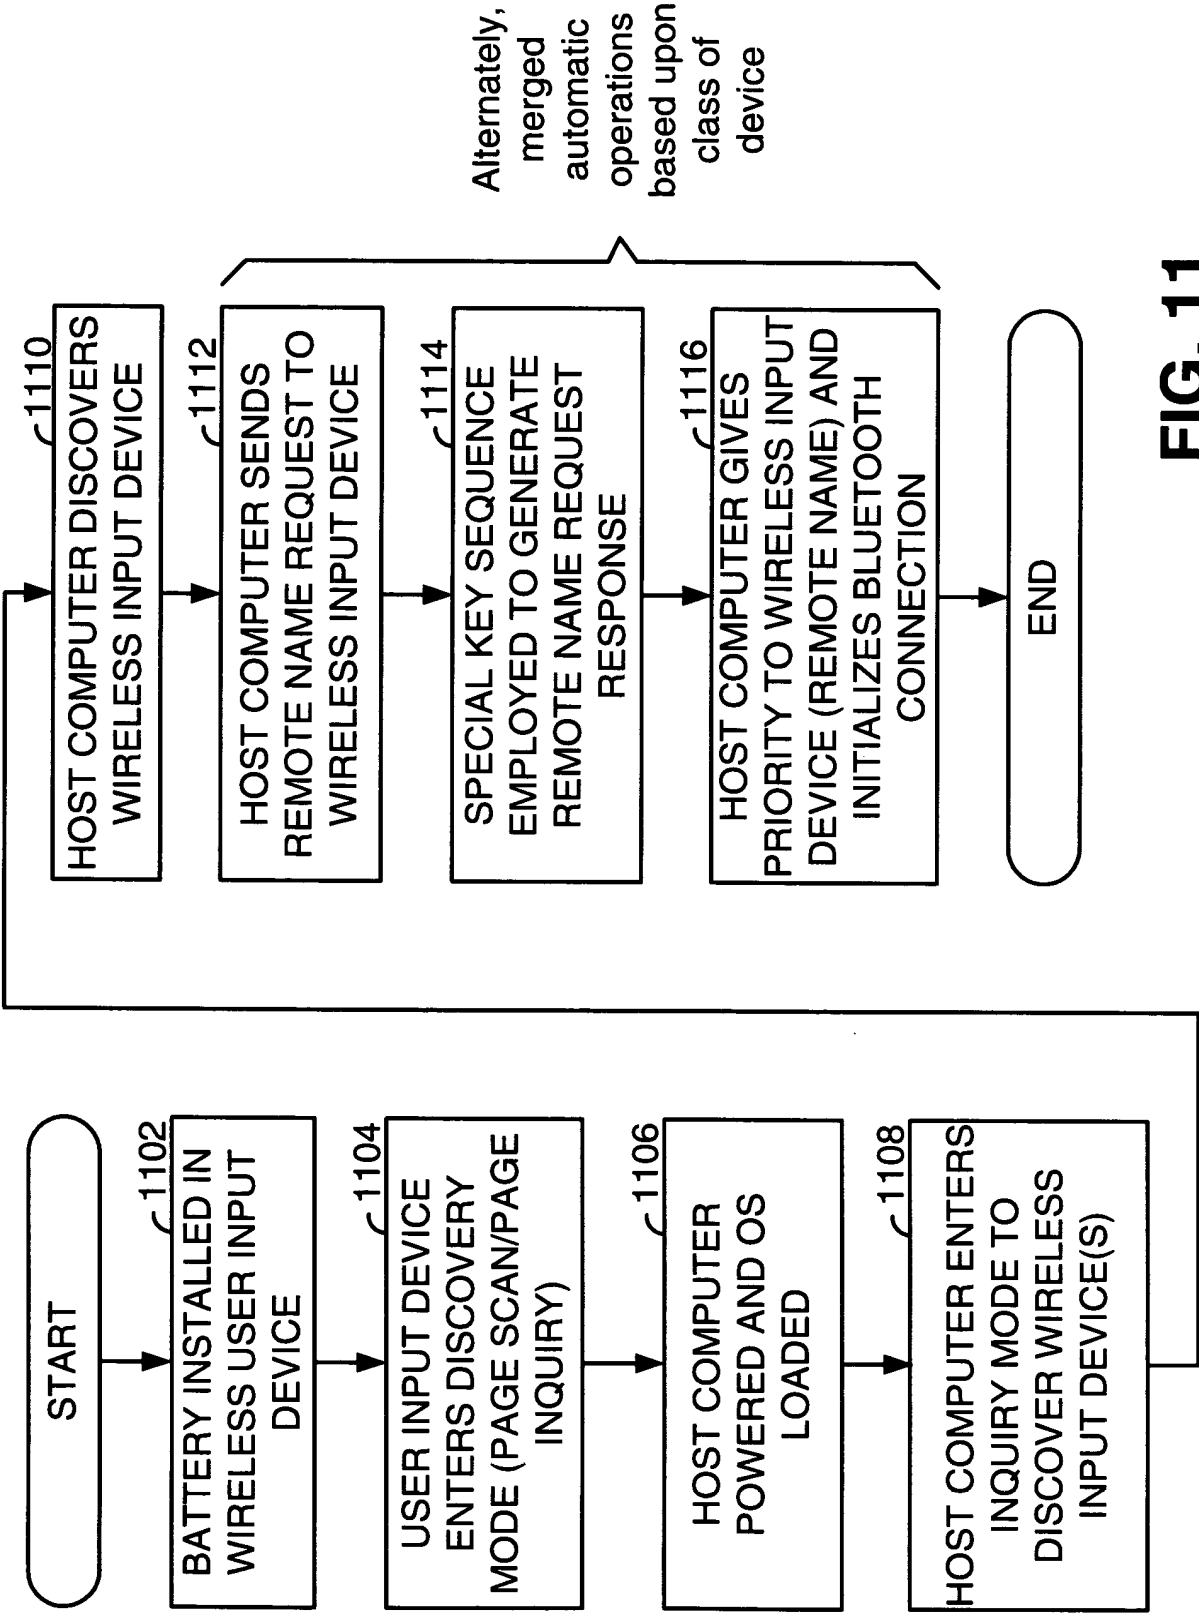 START
1102
BATTERY INSTALLED IN
WIRELESS USER INPUT
DEVICE
1104
USER INPUT DEVICE
ENTERS DISCOVERY
MODE (PAGE SCAN/PAGE
INQUIRY)
1106
HOST COMPUTER
POWERED AND OS
LOADED
1108
HOST COMPUTER ENTERS
INQUIRY MODE TO
DISCOVER WIRELESS
INPUT DEVICE(S)
1110
HOST COMPUTER DISCOVERS
WIRELESS INPUT DEVICE
1112
HOST COMPUTER SENDS
REMOTE NAME REQUEST TO
WIRELESS INPUT DEVICE
1114
SPECIAL KEY SEQUENCE
EMPLOYED TO GENERATE
REMOTE NAME REQUEST
RESPONSE
1116
HOST COMPUTER GIVES
PRIORITY TO WIRELESS INPUT
DEVICE (REMOTE NAME) AND
INITIALIZES BLUETOOTH
CONNECTION
END
Alternately,
merged
automatic
operations
based upon
class of
device
FIG. 11